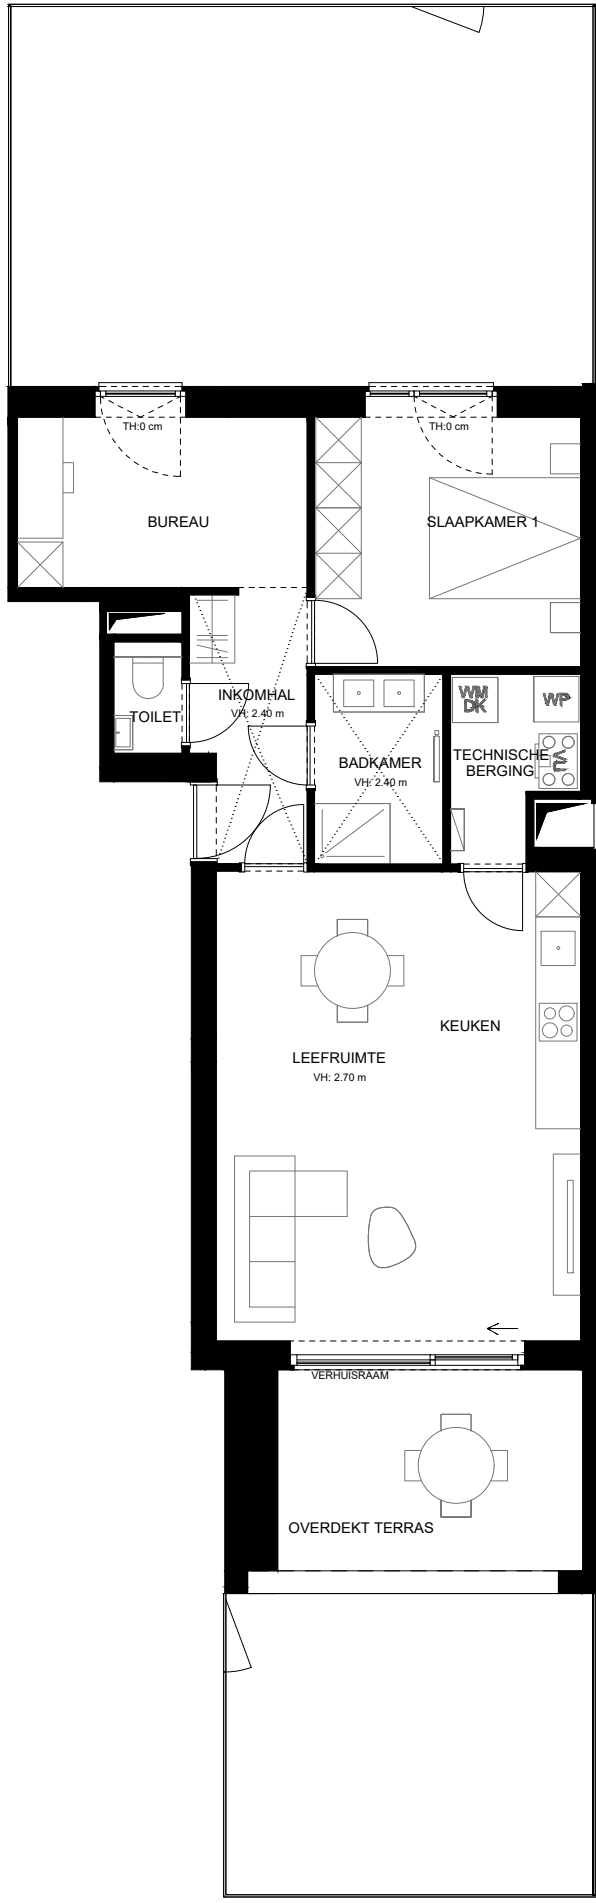 TH:0 cm
TH:0 cm
BUREAU
SLAAPKAMER 1
INKOMHAL
VH: 2.40 m
TOILET
WM
DK
WP
BADKAMER
VH: 2.40 m
TECHNISCHE
BERGING
VU
KEUKEN
LEEFRUIMTE
VH: 2.70 m
VERHUISRAAM
OVERDEKT TERRAS